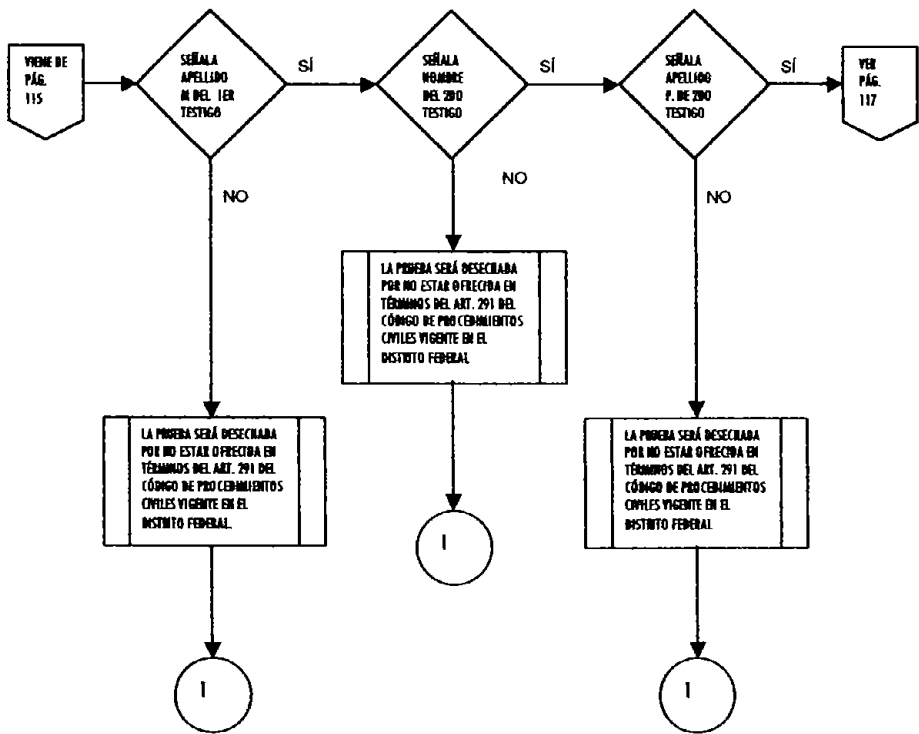 VIENE DE
PÁG.
115
SEÑALA
APELLIDO
M DEL 1ER
TESTIGO
SÍ
SEÑALA
NOMBRE
DEL 2DO
TESTIGO
SÍ
SEÑALA
APELLIDO
P. DE 2DO
TESTIGO
SÍ
VER
PÁG.
117
NO
NO
NO
LA PRUEBA SERÁ DESECHADA
POR NO ESTAR OFRECIDA EN
TÉRMINOS DEL ART. 291 DEL
CÓDIGO DE PROCEDIMIENTOS
CIVILES VIGENTE EN EL
DISTRITO FEDERAL
LA PRUEBA SERÁ DESECHADA
POR NO ESTAR OFRECIDA EN
TÉRMINOS DEL ART. 291 DEL
CÓDIGO DE PROCEDIMIENTOS
CIVILES VIGENTE EN EL
DISTRITO FEDERAL.
LA PRUEBA SERÁ DESECHADA
POR NO ESTAR OFRECIDA EN
TÉRMINOS DEL ART. 291 DEL
CÓDIGO DE PROCEDIMIENTOS
CIVILES VIGENTE EN EL
DISTRITO FEDERAL
1
1
1